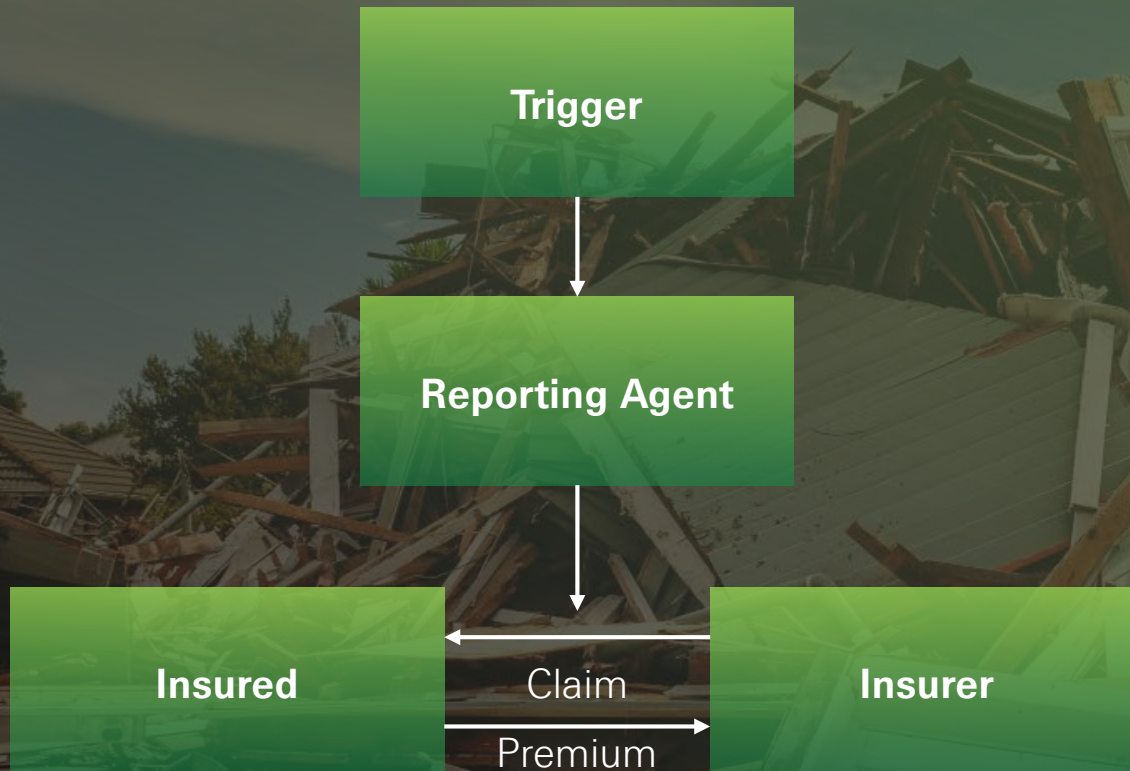 Trigger
Reporting Agent
Insured
Claim
Insurer
Premium